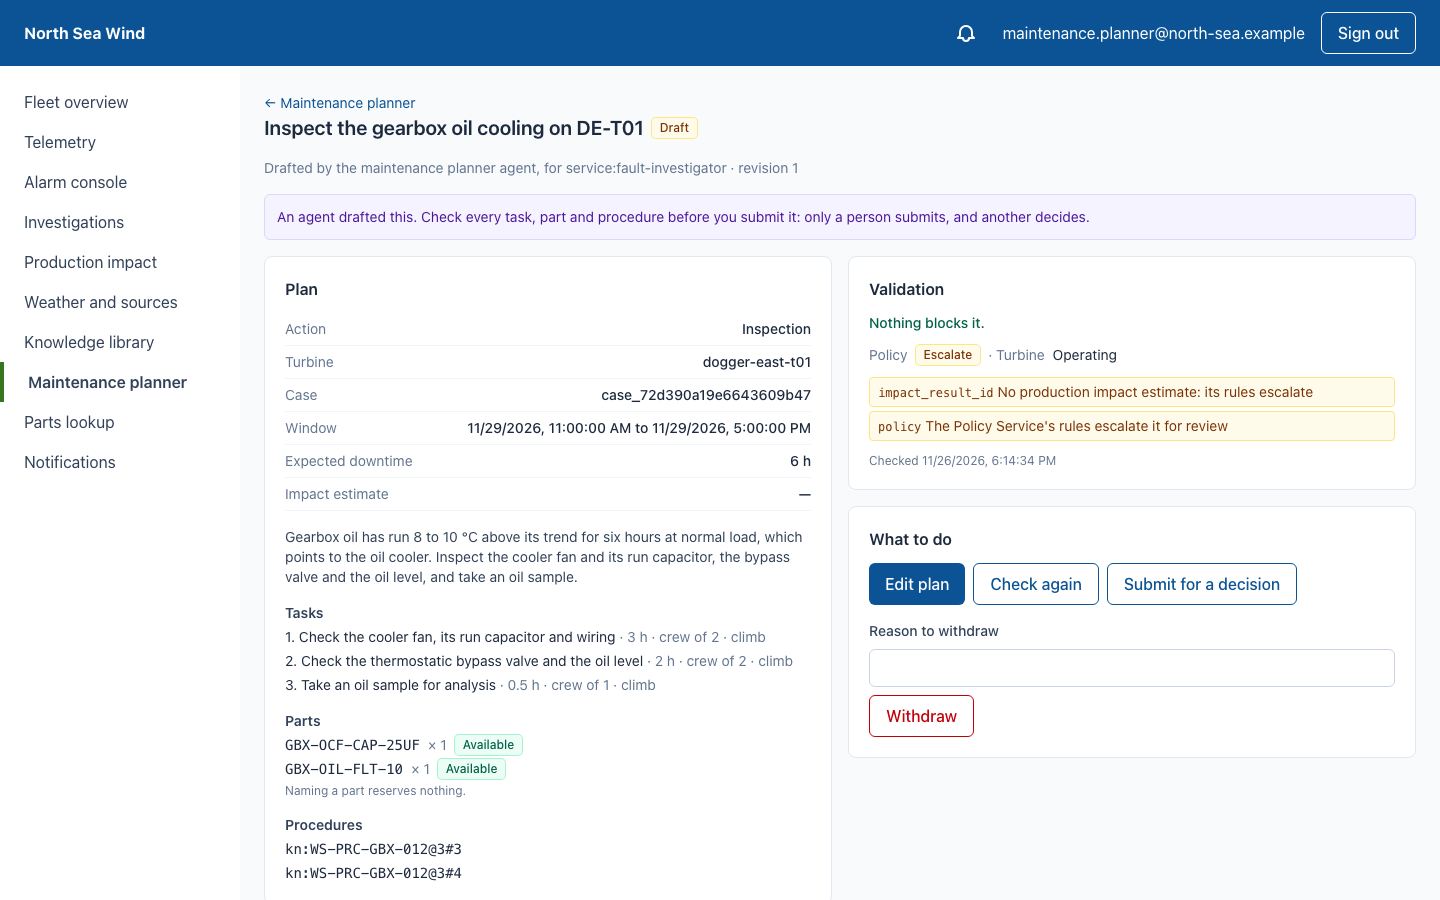 North Sea Wind
maintenance.planner@north-sea.example
Sign out
Fleet overview
Telemetry
Alarm console
Investigations
Production impact
Weather and sources
Knowledge library
Maintenance planner
Parts lookup
Notifications
← Maintenance planner
Inspect the gearbox oil cooling on DE-T01 Draft
Drafted by the maintenance planner agent, for service:fault-investigator · revision 1
An agent drafted this. Check every task, part and procedure before you submit it: only a person submits, and another decides.
Plan
Action Inspection
Turbine dogger-east-t01
Case case_72d390a19e6643609b47
Window 11/29/2026, 11:00:00 AM to 11/29/2026, 5:00:00 PM
Expected downtime 6 h
Impact estimate —
Gearbox oil has run 8 to 10 °C above its trend for six hours at normal load, which
points to the oil cooler. Inspect the cooler fan and its run capacitor, the bypass
valve and the oil level, and take an oil sample.
Tasks
1. Check the cooler fan, its run capacitor and wiring · 3 h · crew of 2 · climb
2. Check the thermostatic bypass valve and the oil level · 2 h · crew of 2 · climb
3. Take an oil sample for analysis · 0.5 h · crew of 1 · climb
Parts
GBX-OCF-CAP-25UF × 1 Available
GBX-OIL-FLT-10 × 1 Available
Naming a part reserves nothing.
Procedures
kn:WS-PRC-GBX-012@3#3
kn:WS-PRC-GBX-012@3#4
Validation
Nothing blocks it.
Policy Escalate · Turbine Operating
impact_result_id No production impact estimate: its rules escalate
policy The Policy Service's rules escalate it for review
Checked 11/26/2026, 6:14:34 PM
What to do
Edit plan
Check again
Submit for a decision
Reason to withdraw
Withdraw